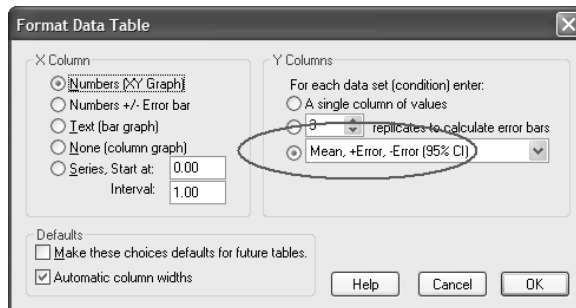 Format Data Table
X Column
Numbers (XY Graph)
Numbers +/- Error bar
Text (bar graph)
None (column graph)
Series, Start at: 0.00
Interval: 1.00
Y Columns
For each data set (condition) enter:
A single column of values
3 replicates to calculate error bars
Mean, +Error, -Error (95% CI)
Defaults
Make these choices defaults for future tables.
Automatic column widths
Help
Cancel
OK